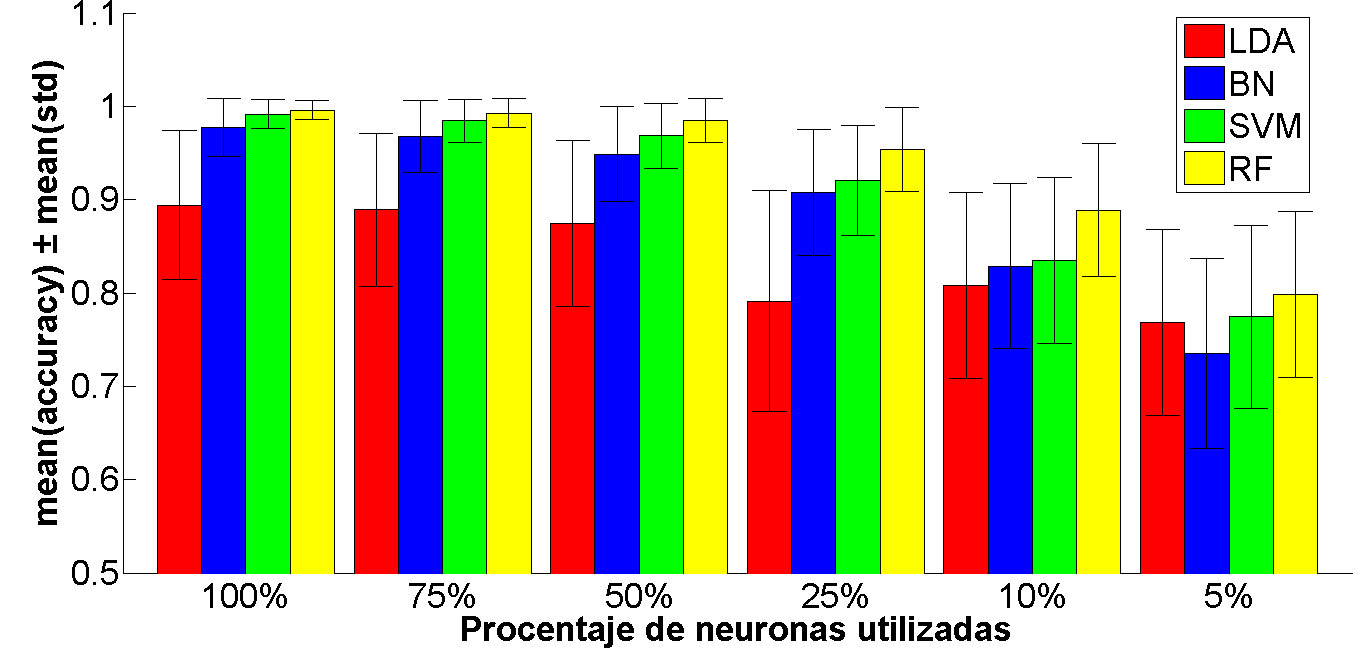 mean(accuracy) ± mean(std)
1.1
1
0.9
0.8
0.7
0.6
0.5
LDA
BN
SVM
RF
100% 75% 50% 25% 10% 5%
Procentaje de neuronas utilizadas